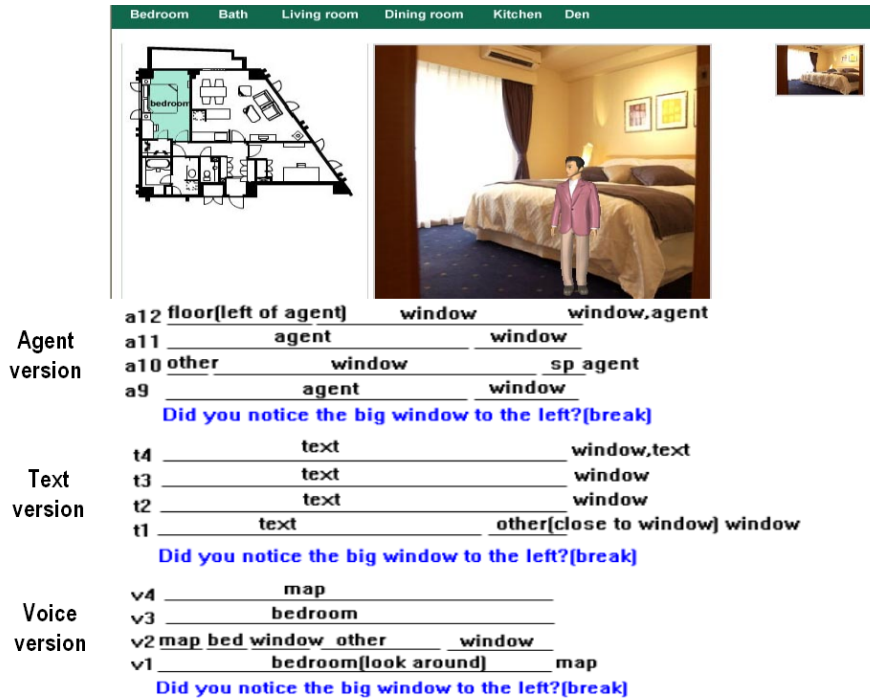 Bedroom Bath Living room Dining room Kitchen Den
bedroom
Agent version
a12 floor(left of agent) window window,agent
a11 agent window
a10 other window sp agent
a9 agent window
Did you notice the big window to the left?(break)
Text version
t4 text window,text
t3 text window
t2 text window
t1 text other(close to window) window
Did you notice the big window to the left?(break)
Voice version
v4 map
v3 bedroom
v2 map bed window other window
v1 bedroom(look around) map
Did you notice the big window to the left?(break)